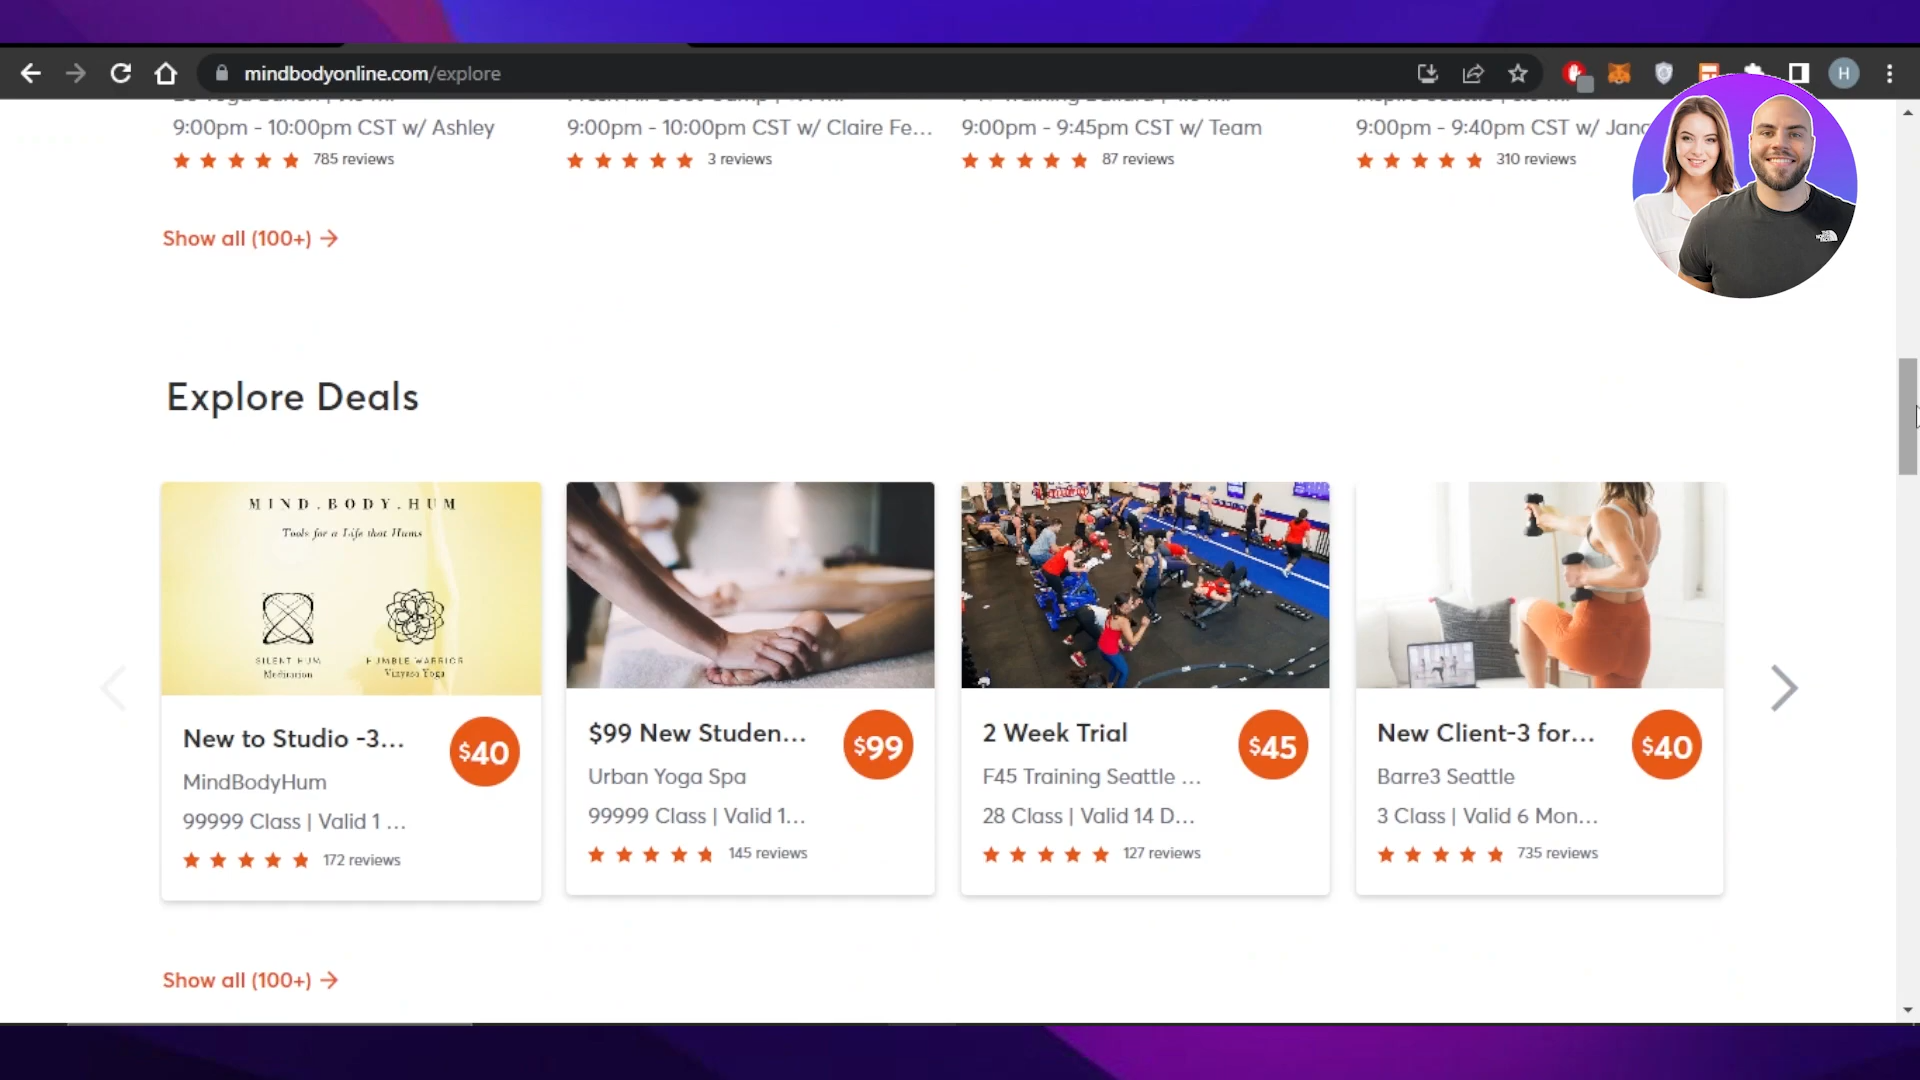 mindbodyonline.com/explore
H
9:00pm - 10:00pm CST w/ Ashley
785 reviews
9:00pm - 10:00pm CST w/ Claire Fe...
3 reviews
9:00pm - 9:45pm CST w/ Team
87 reviews
9:00pm - 9:40pm CST w/
310 reviews
Show all (100+) →
Explore Deals
MIND.BODY.HUM
Tools for a Life that Hums
SILENT HUM
Meditation
HUMBLE WARRIOR
Vinyasa Yoga
New to Studio -3...
$40
MindBodyHum
99999 Class | Valid 1 ...
172 reviews
$99 New Studen...
$99
Urban Yoga Spa
99999 Class | Valid 1...
145 reviews
2 Week Trial
$45
F45 Training Seattle ...
28 Class | Valid 14 D...
127 reviews
New Client-3 for...
$40
Barre3 Seattle
3 Class | Valid 6 Mon...
735 reviews
Show all (100+) →